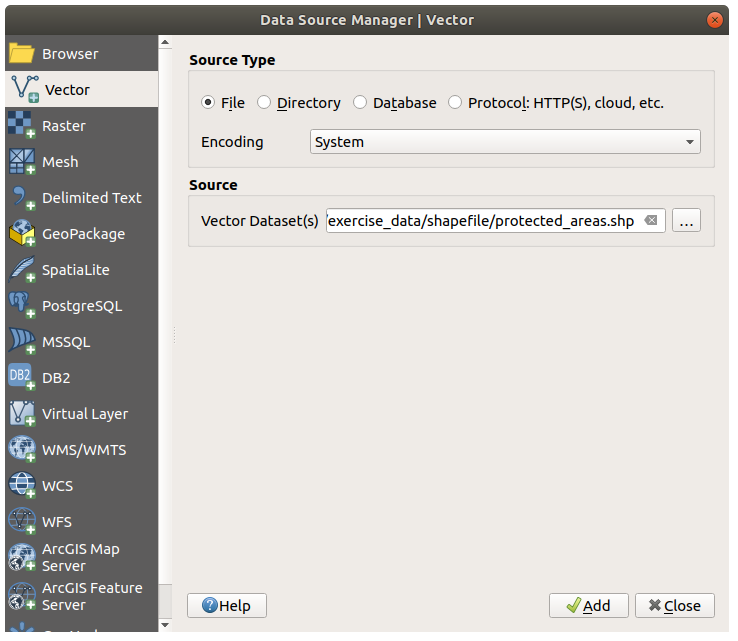 Data Source Manager | Vector
Browser
Vector
Raster
Mesh
Delimited Text
GeoPackage
SpatiaLite
PostgreSQL
MSSQL
DB2
DB2
Virtual Layer
WMS/WMTS
WCS
WFS
ArcGIS Map
Server
ArcGIS Feature
Server
Source Type
File Directory Database Protocol: HTTP(S), cloud, etc.
Encoding System
Source
Vector Dataset(s) /exercise_data/shapefile/protected_areas.shp ...
Help Add Close